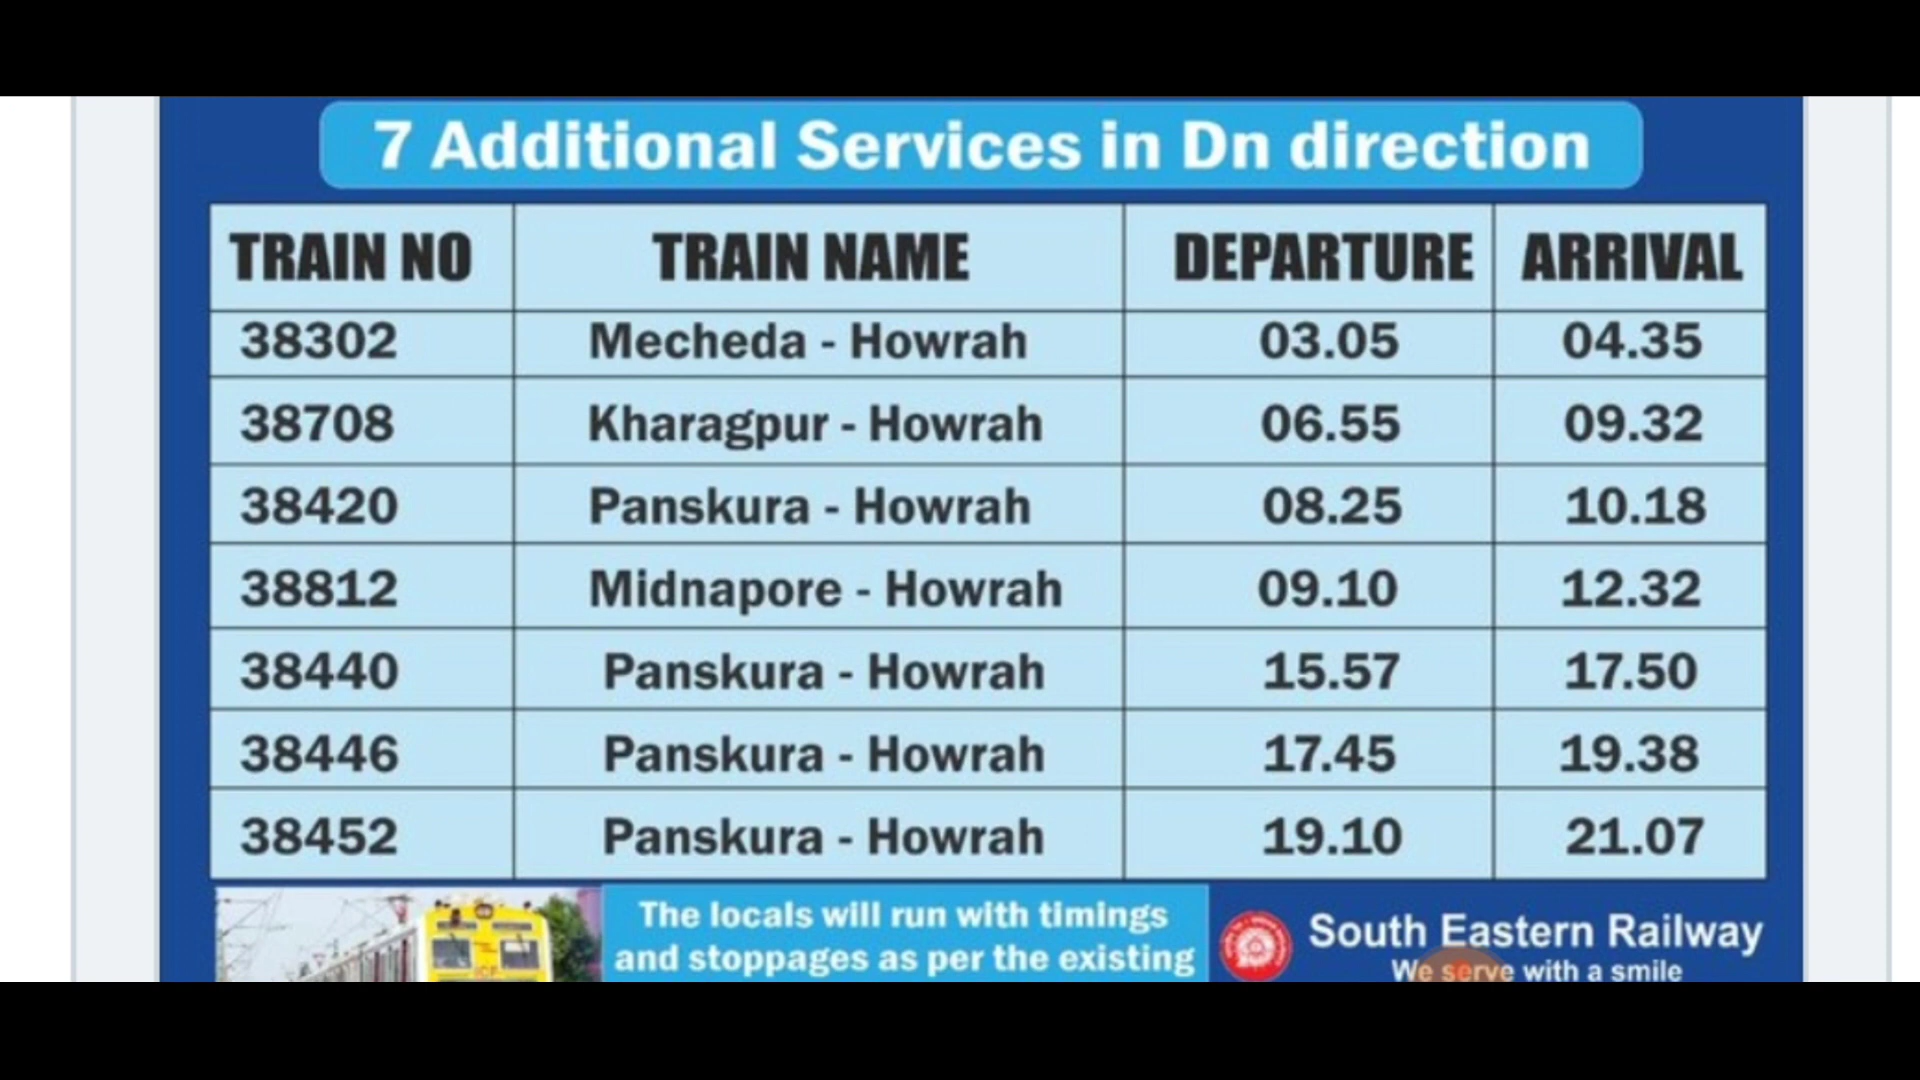 7 Additional Services in Dn direction
TRAIN NO TRAIN NAME DEPARTURE ARRIVAL
38302 Mecheda - Howrah 03.05 04.35
38708 Kharagpur - Howrah 06.55 09.32
38420 Panskura - Howrah 08.25 10.18
38812 Midnapore - Howrah 09.10 12.32
38440 Panskura - Howrah 15.57 17.50
38446 Panskura - Howrah 17.45 19.38
38452 Panskura - Howrah 19.10 21.07
The locals will run with timings
and stoppages as per the existing
South Eastern Railway
We serve with a smile